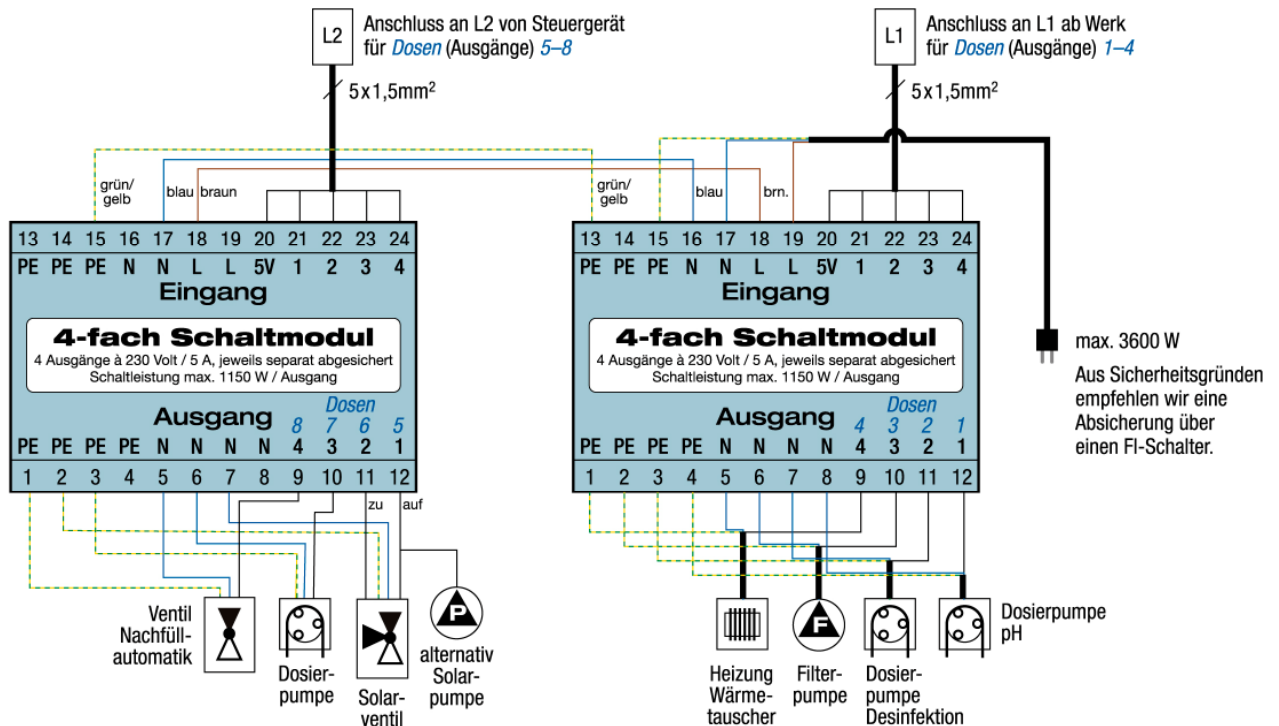 L2
Anschluss an L2 von Steuergerät
für Dosen (Ausgänge) 5–8
5x1,5mm²
L1
Anschluss an L1 ab Werk
für Dosen (Ausgänge) 1–4
5x1,5mm²
grün/
gelb
blau
braun
grün/
gelb
blau
brn.
13 14 15 16 17 18 19 20 21 22 23 24
PE PE PE N N L L 5V 1 2 3 4
Eingang
4-fach Schaltmodul
4 Ausgänge à 230 Volt / 5 A, jeweils separat abgesichert
Schaltleistung max. 1150 W / Ausgang
Ausgang
Dosen
8 7 6 5
PE PE PE PE N N N N 4 3 2 1
1 2 3 4 5 6 7 8 9 10 11 12
zu
auf
13 14 15 16 17 18 19 20 21 22 23 24
PE PE PE N N L L 5V 1 2 3 4
Eingang
4-fach Schaltmodul
4 Ausgänge à 230 Volt / 5 A, jeweils separat abgesichert
Schaltleistung max. 1150 W / Ausgang
Ausgang
Dosen
4 3 2 1
PE PE PE PE N N N N 4 3 2 1
1 2 3 4 5 6 7 8 9 10 11 12
max. 3600 W
Aus Sicherheitsgründen
empfehlen wir eine
Absicherung über
einen FI-Schalter.
Ventil
Nachfüll-
automatik
Dosier-
pumpe
Solar-
ventil
P
alternativ
Solar-
pumpe
Heizung
Wärme-
tauscher
F
Filter-
pumpe
Dosier-
pumpe
Desinfektion
Dosierpumpe
pH